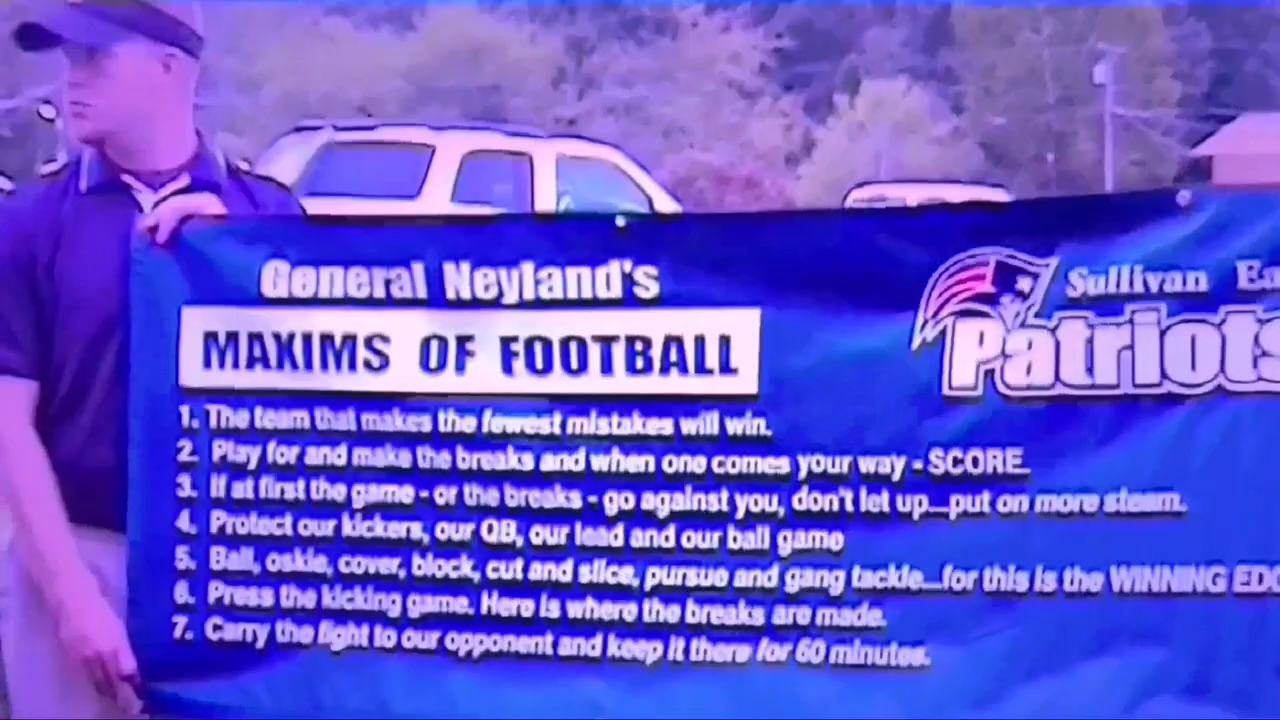 General Neyland's
MAXIMS OF FOOTBALL
1. The team that makes the fewest mistakes will win.
2. Play for and make the breaks and when one comes your way - SCORE.
3. If at first the game - or the breaks - go against you, don't let up...put on more steam.
4. Protect our kickers, our QB, our lead and our ball game
5. Ball, oskie, cover, block, cut and slice, pursue and gang tackle...for this is the WINNING EDG
6. Press the kicking game. Here is where the breaks are made.
7. Carry the fight to our opponent and keep it there for 60 minutes.
Sullivan Ea
Patriots